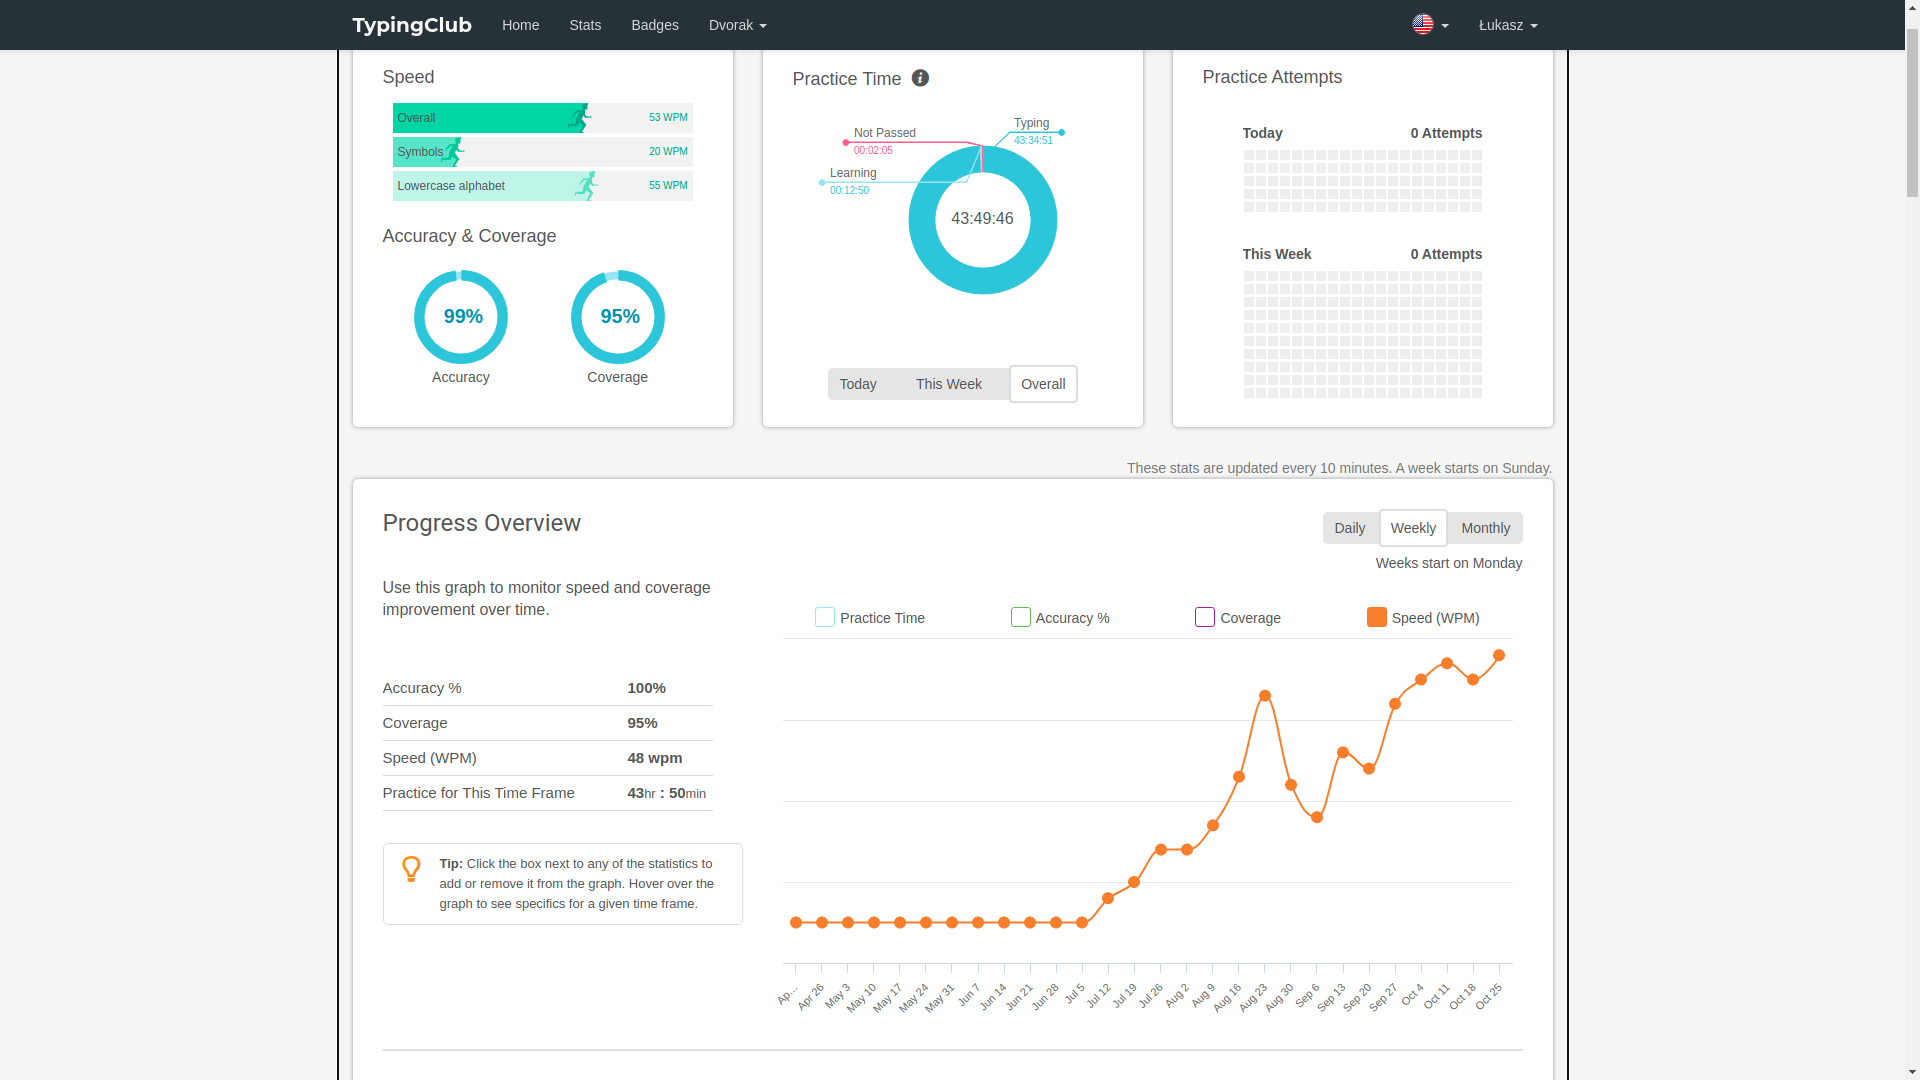 TypingClub
Home
Stats
Badges
Dvorak
Łukasz
Speed
Overall
53 WPM
Symbols
20 WPM
Lowercase alphabet
55 WPM
Accuracy & Coverage
99%
95%
Accuracy
Coverage
Practice Time
Typing
43:34:51
Not Passed
00:02:05
Learning
00:12:50
43:49:46
Today
This Week
Overall
Practice Attempts
Today
0 Attempts
This Week
0 Attempts
These stats are updated every 10 minutes. A week starts on Sunday.
Progress Overview
Daily
Weekly
Monthly
Weeks start on Monday
Use this graph to monitor speed and coverage
improvement over time.
Accuracy %
100%
Coverage
95%
Speed (WPM)
48 wpm
Practice for This Time Frame
43hr : 50min
Tip: Click the box next to any of the statistics to
add or remove it from the graph. Hover over the
graph to see specifics for a given time frame.
Practice Time
Accuracy %
Coverage
Speed (WPM)
Ap...
Apr 26
May 3
May 10
May 17
May 24
May 31
Jun 7
Jun 14
Jun 21
Jun 28
Jul 5
Jul 12
Jul 19
Jul 26
Aug 2
Aug 9
Aug 16
Aug 23
Aug 30
Sep 6
Sep 13
Sep 20
Sep 27
Oct 4
Oct 11
Oct 18
Oct 25